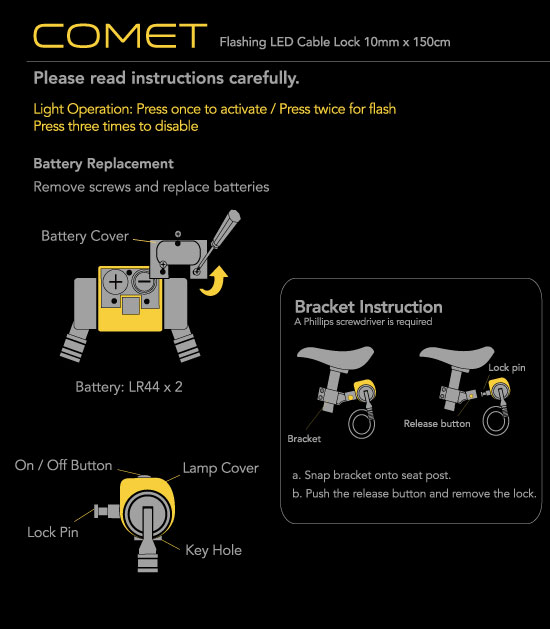 COMET Flashing LED Cable Lock 10mm x 150cm
Please read instructions carefully.
Light Operation: Press once to activate / Press twice for flash
Press three times to disable
Battery Replacement
Remove screws and replace batteries
Battery Cover
Battery: LR44 x 2
Bracket Instruction
A Phillips screwdriver is required
Lock pin
Release button
Bracket
a. Snap bracket onto seat post.
b. Push the release button and remove the lock.
On / Off Button
Lamp Cover
Lock Pin
Key Hole